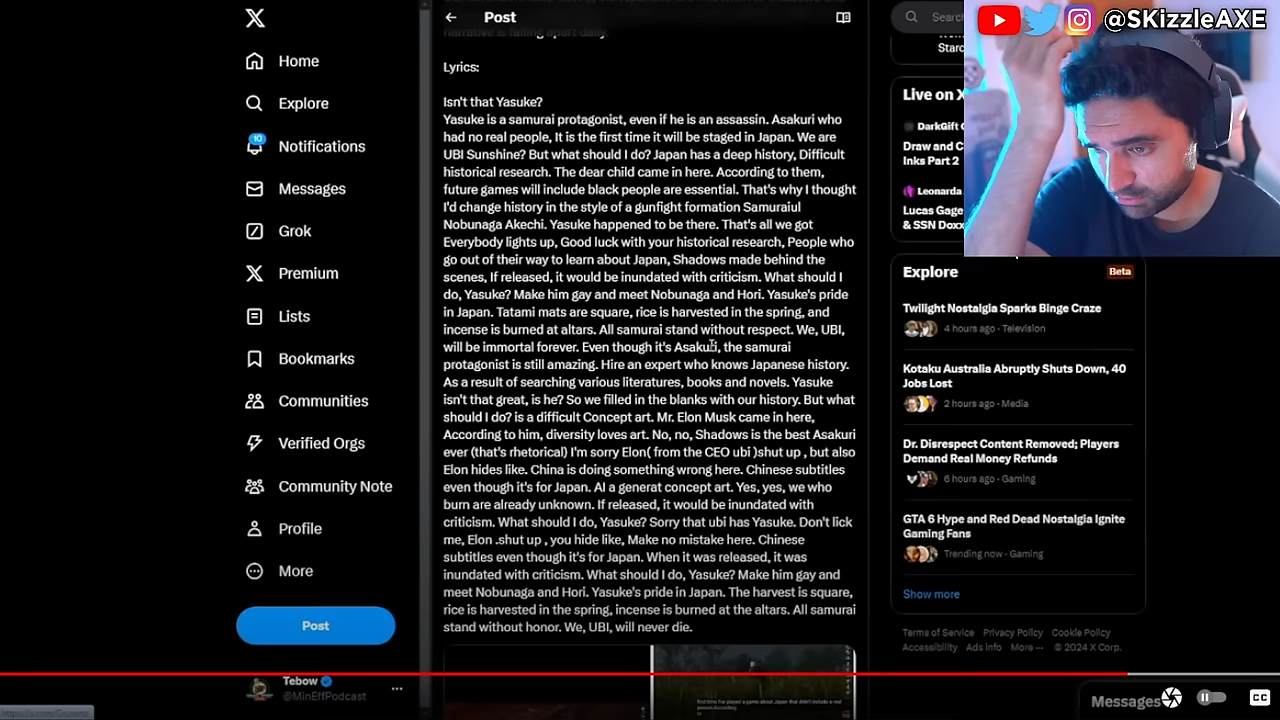 Home
Explore
10
Notifications
Messages
Grok
Premium
Lists
Bookmarks
Communities
Verified Orgs
Community Note
Profile
More
Post
Tebow
@MinEffPodcast
Post
narrative is falling apart daily.
Lyrics:
Isn't that Yasuke?
Yasuke is a samurai protagonist, even if he is an assassin. Asakuri who
had no real people, It is the first time it will be staged in Japan. We are
UBI Sunshine? But what should I do? Japan has a deep history, Difficult
historical research. The dear child came in here. According to them,
future games will include black people are essential. That's why I thought
I'd change history in the style of a gunfight formation Samuraiul
Nobunaga Akechi. Yasuke happened to be there. That's all we got
Everybody lights up, Good luck with your historical research, People who
go out of their way to learn about Japan, Shadows made behind the
scenes, If released, it would be inundated with criticism. What should I
do, Yasuke? Make him gay and meet Nobunaga and Hori. Yasuke's pride
in Japan. Tatami mats are square, rice is harvested in the spring, and
incense is burned at altars. All samurai stand without respect. We, UBI,
will be immortal forever. Even though it's Asakuri, the samurai
protagonist is still amazing. Hire an expert who knows Japanese history.
As a result of searching various literatures, books and novels. Yasuke
isn't that great, is he? So we filled in the blanks with our history. But what
should I do? is a difficult Concept art. Mr. Elon Musk came in here,
According to him, diversity loves art. No, no, Shadows is the best Asakuri
ever (that's rhetorical) I'm sorry Elon( from the CEO ubi )shut up , but also
Elon hides like. China is doing something wrong here. Chinese subtitles
even though it's for Japan. AI a generat concept art. Yes, yes, we who
burn are already unknown. If released, it would be inundated with
criticism. What should I do, Yasuke? Sorry that ubi has Yasuke. Don't lick
me, Elon .shut up , you hide like, Make no mistake here. Chinese
subtitles even though it's for Japan. When it was released, it was
inundated with criticism. What should I do, Yasuke? Make him gay and
meet Nobunaga and Hori. Yasuke's pride in Japan. The harvest is square,
rice is harvested in the spring, incense is burned at the altars. All samurai
stand without honor. We, UBI, will never die.
@SKizzleAXE
Search
Live on X
DarkGift
Draw and C
Inks Part 2
Leonarda
Lucas Gage
& SSN Doxx
Explore
Beta
Twilight Nostalgia Sparks Binge Craze
4 hours ago · Television
Kotaku Australia Abruptly Shuts Down, 40
Jobs Lost
2 hours ago · Media
Dr. Disrespect Content Removed; Players
Demand Real Money Refunds
6 hours ago · Gaming
GTA 6 Hype and Red Dead Nostalgia Ignite
Gaming Fans
Trending now · Gaming
Show more
Terms of Service Privacy Policy Cookie Policy
Accessibility Ads info More ··· © 2024 X Corp.
Messages
CC